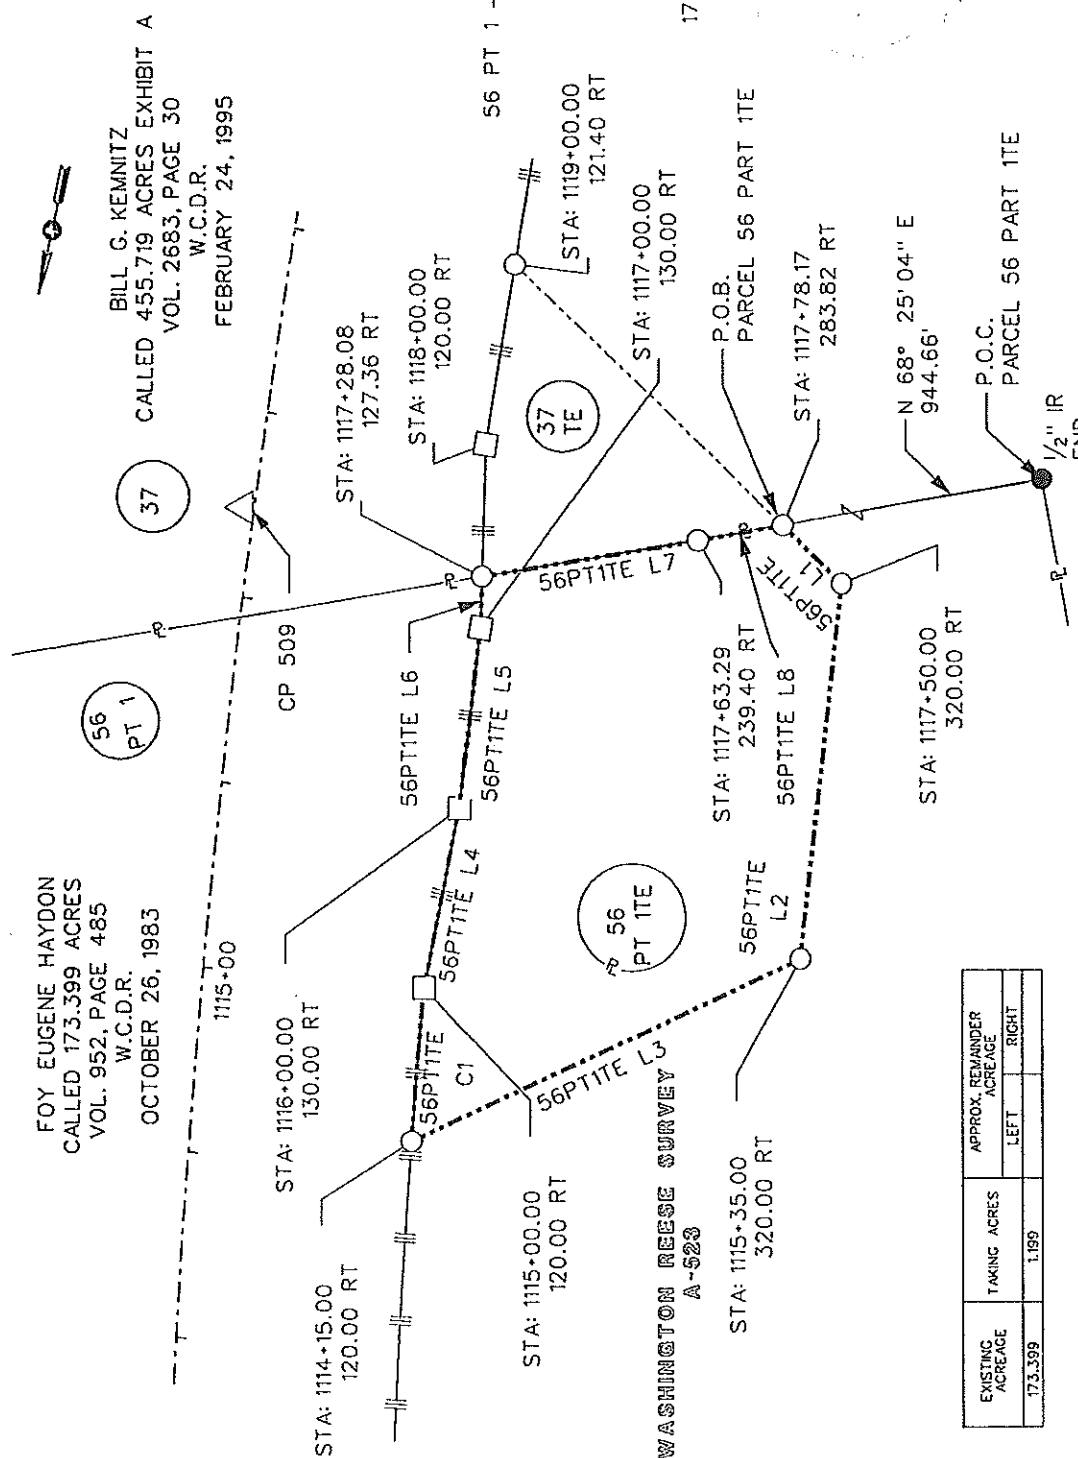 FOY EUGENE HAYDON
CALLED 173.399 ACRES
VOL. 952, PAGE 485
W.C.D.R.
OCTOBER 26, 1983
BILL G. KEMNITZ
CALLED 455.719 ACRES EXHIBIT A
VOL. 2683, PAGE 30
W.C.D.R.
FEBRUARY 24, 1995
37
56
PT 1
CP 509
1115+00
56 PT 1 -
17
STA: 1114+15.00
120.00 RT
STA: 1116+00.00
130.00 RT
STA: 1117+28.08
127.36 RT
STA: 1118+00.00
120.00 RT
STA: 1119+00.00
121.40 RT
STA: 1117+00.00
130.00 RT
37
TE
56PT1TE L6
56PT1TE L5
56PT1TE L4
56PT1TE
C1
56PT1TE L7
56PT1TE L3
STA: 1115+00.00
120.00 RT
56
PT 1TE
P.O.B.
PARCEL 56 PART 1TE
STA: 1117+78.17
283.82 RT
STA: 1117+63.29
239.40 RT
56PT1TE L8
56PT1TE
L1
56PT1TE
L2
STA: 1115+35.00
320.00 RT
STA: 1117+50.00
320.00 RT
N 68° 25' 04" E
944.66'
P.O.C.
PARCEL 56 PART 1TE
1/2" IR
WASHINGTON REESE SURVEY
A-523
EXISTING
ACREAGE
TAKING ACRES
APPROX. REMAINDER
ACREAGE
LEFT
RIGHT
173.399
1.199